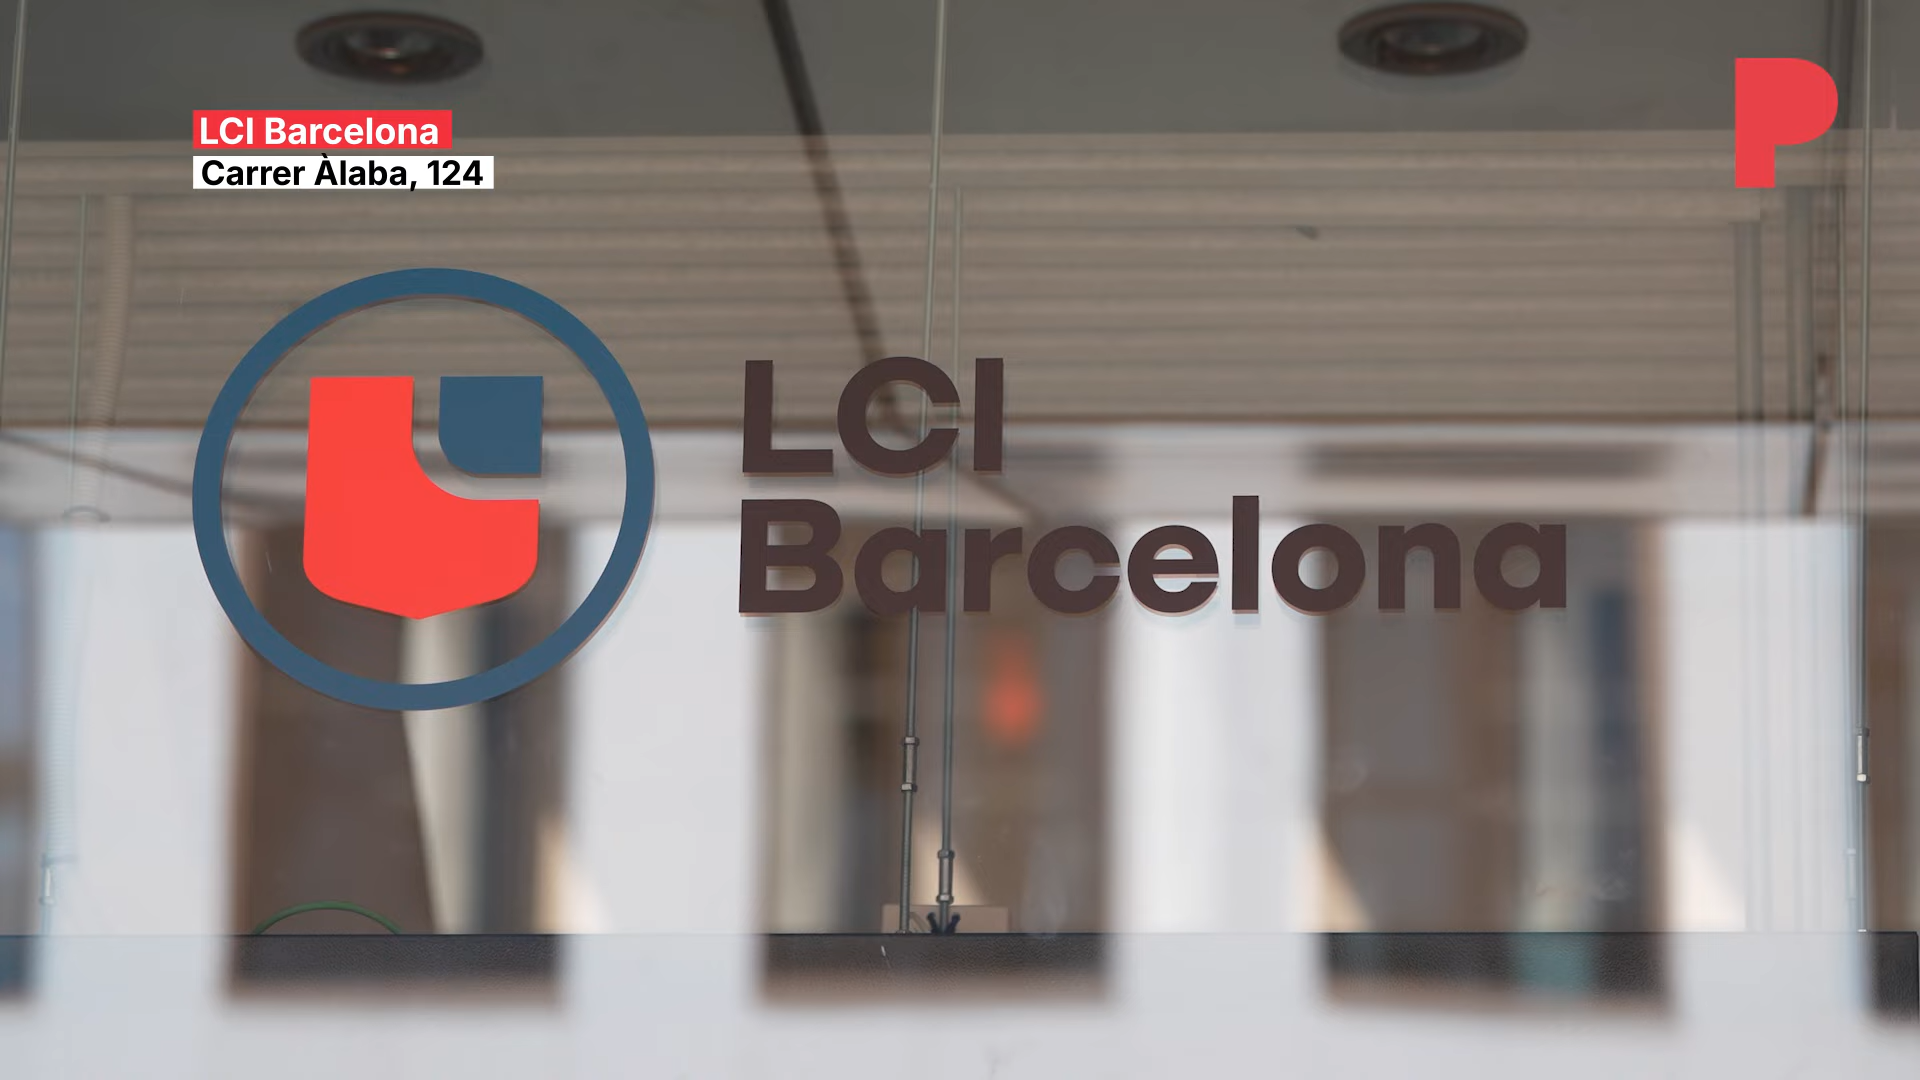 LCI Barcelona
Carrer Àlaba, 124
P
LCI
Barcelona